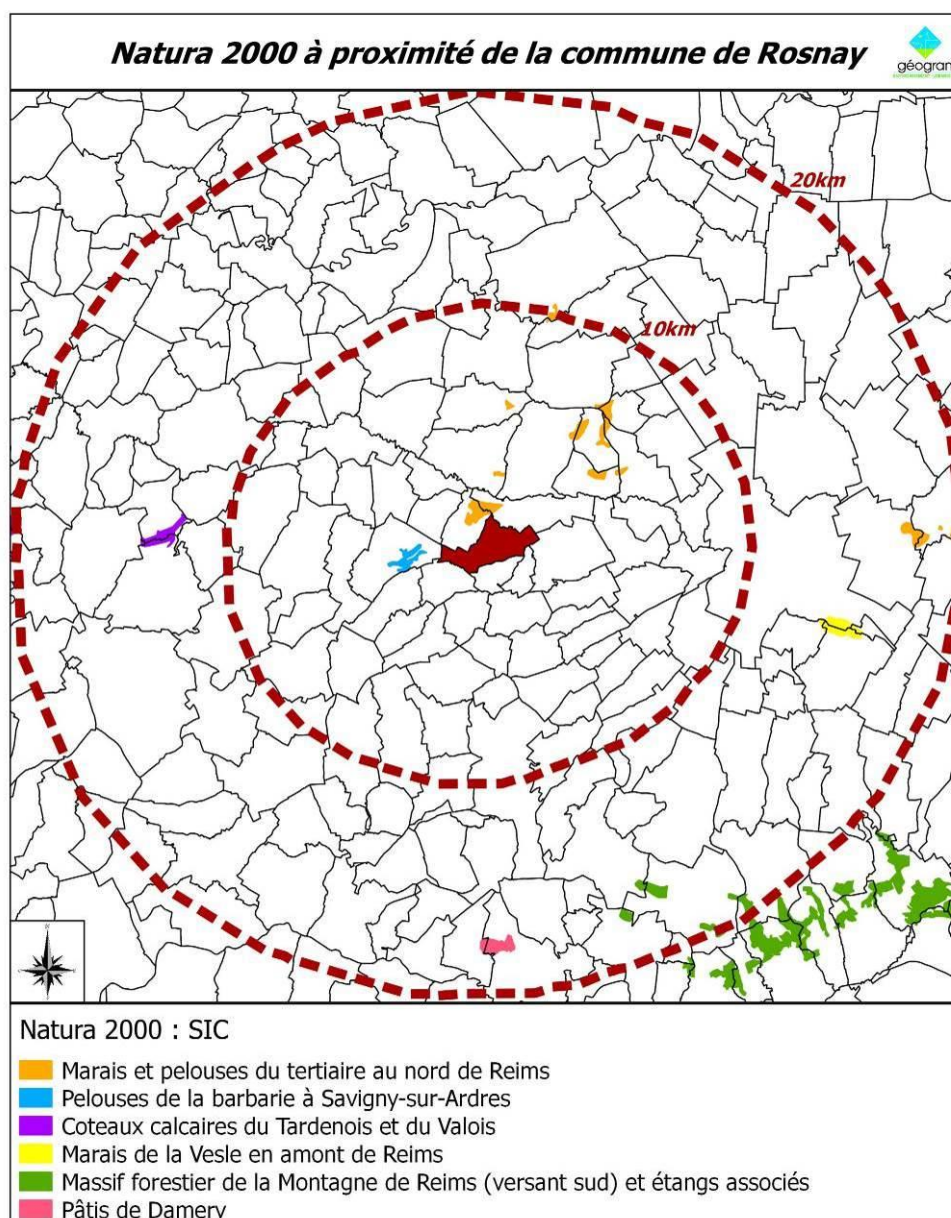 Natura 2000 à proximité de la commune de Rosnay
géogram
20km
10km
Natura 2000 : SIC
Marais et pelouses du tertiaire au nord de Reims
Pelouses de la barbarie à Savigny-sur-Ardres
Coteaux calcaires du Tardenois et du Valois
Marais de la Vesle en amont de Reims
Massif forestier de la Montagne de Reims (versant sud) et étangs associés
Pâtis de Damery